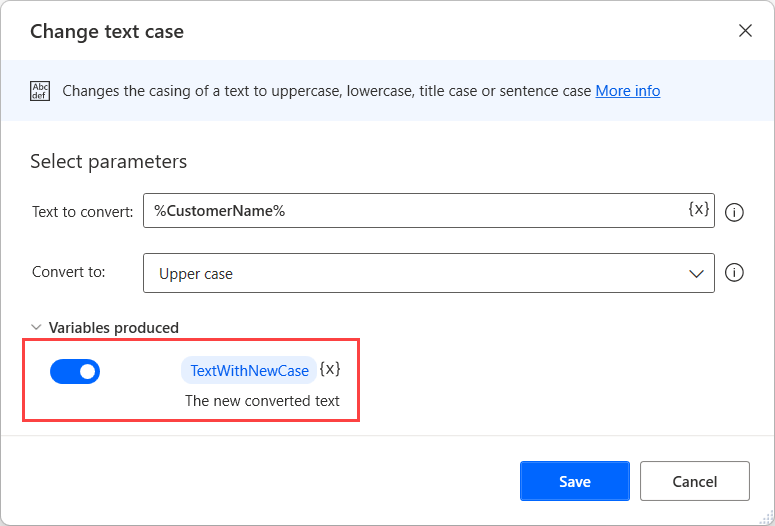 Change text case
Abc
def
Changes the casing of a text to uppercase, lowercase, title case or sentence case More info
Select parameters
Text to convert: %CustomerName% {x}
Convert to: Upper case
Variables produced
TextWithNewCase {x}
The new converted text
Save Cancel